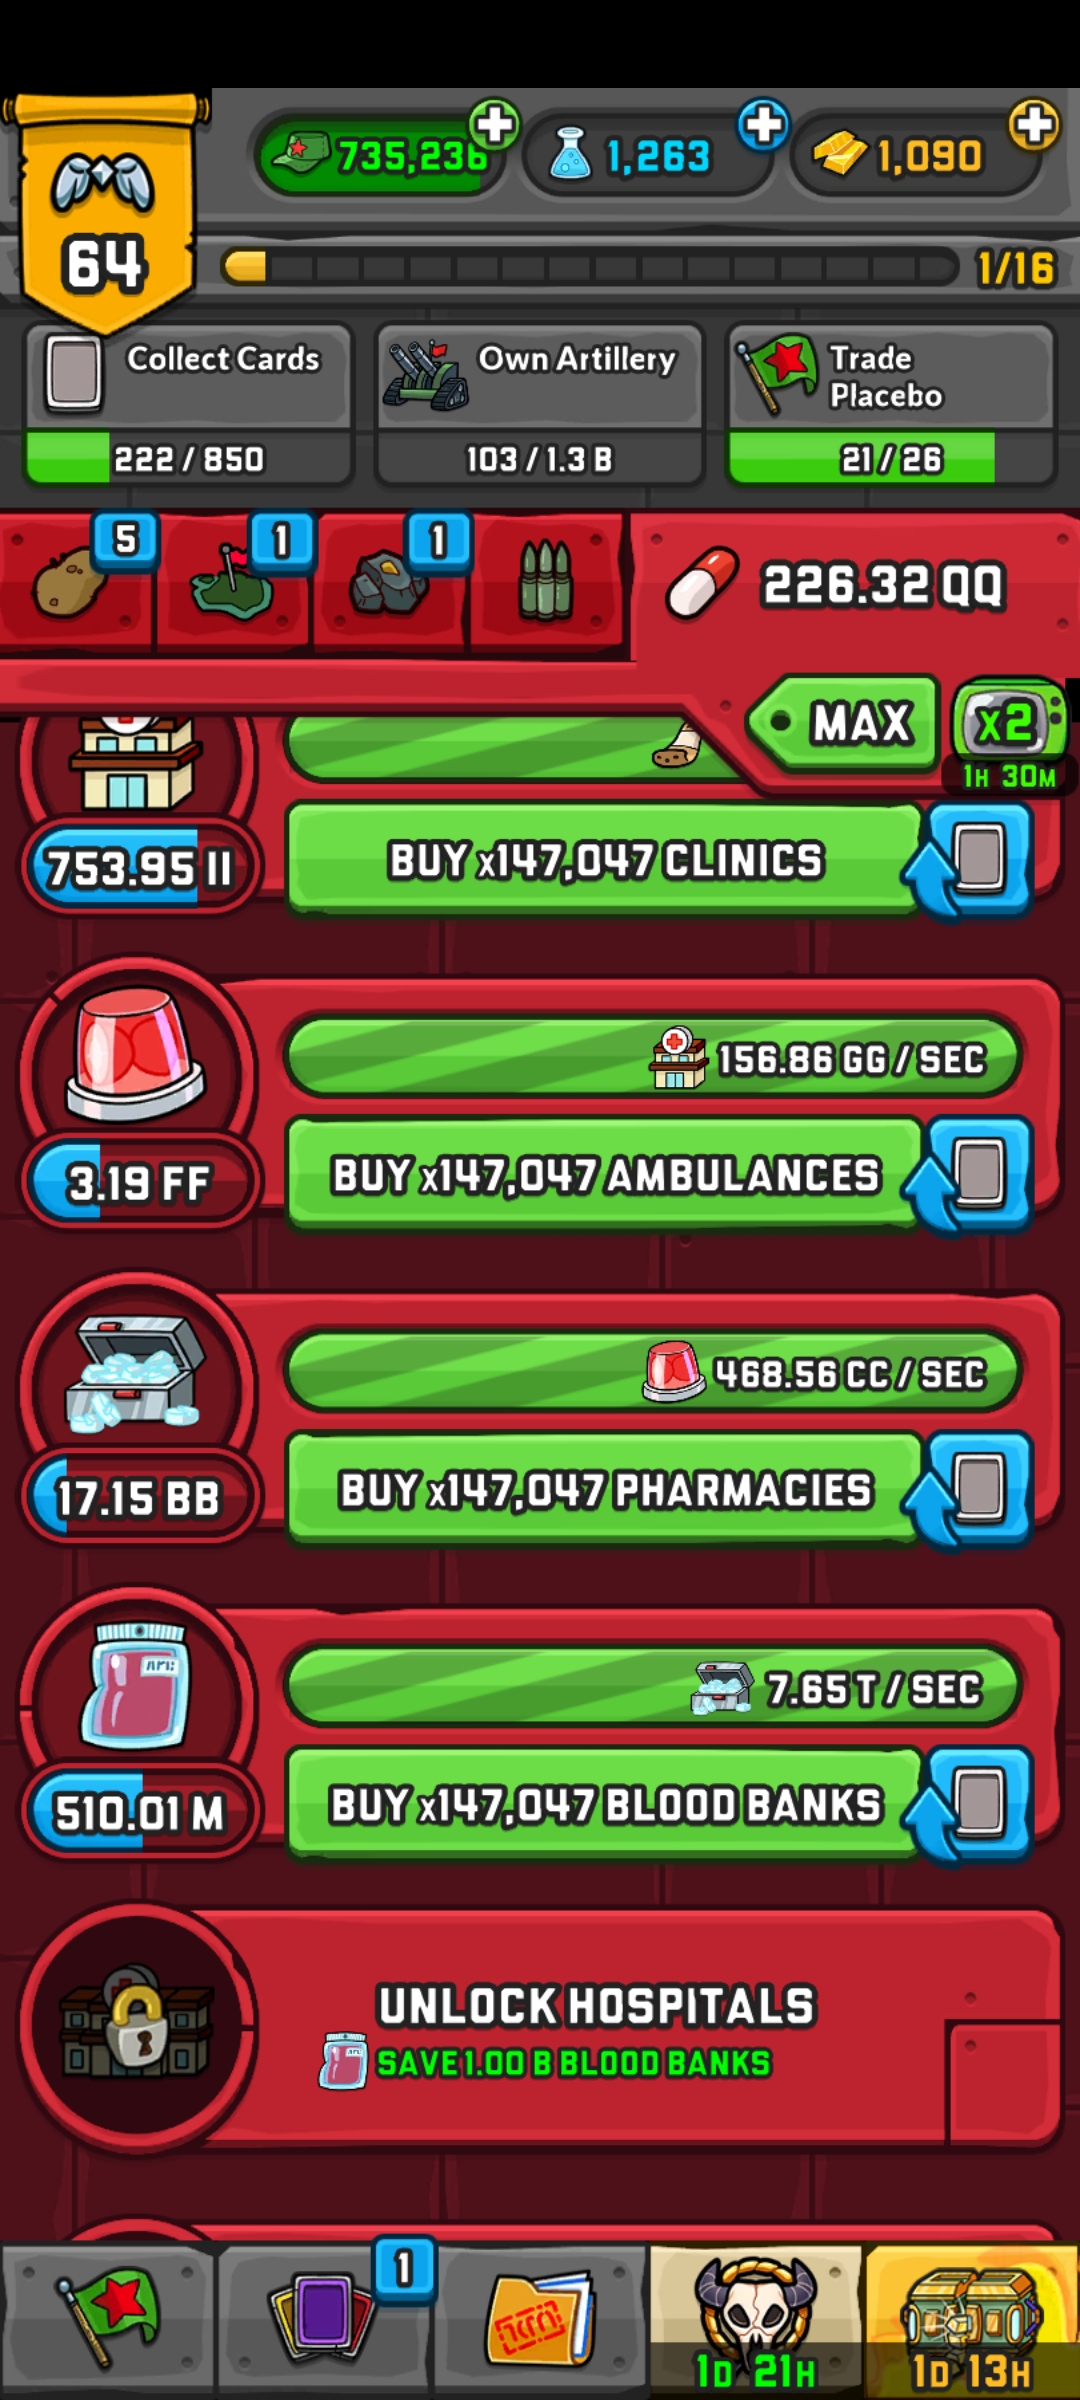 735,236
1,263
1,090
64
1/16
Collect Cards
222 / 850
Own Artillery
103 / 1.3 B
Trade
Placebo
21 / 26
5
1
1
226.32 QQ
MAX
X2
1H 30M
753.95 II
BUY x147,047 CLINICS
156.86 GG / SEC
3.19 FF
BUY x147,047 AMBULANCES
468.56 CC / SEC
17.15 BB
BUY x147,047 PHARMACIES
7.65 T / SEC
510.01 M
BUY x147,047 BLOOD BANKS
UNLOCK HOSPITALS
SAVE 1.00 B BLOOD BANKS
1
1D 21H
1D 13H